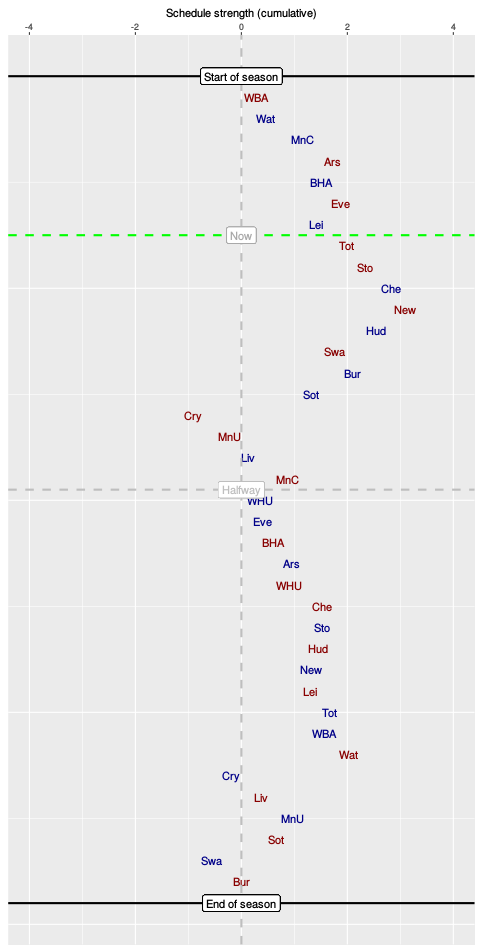 Schedule strength (cumulative)
-4 -2 0 2 4
Start of season
WBA
Wat
MnC
Ars
BHA
Eve
Lei
Now
Tot
Sto
Che
New
Hud
Swa
Bur
Sot
Cry
MnU
Liv
MnC
Halfway
WHU
Eve
BHA
Ars
WHU
Che
Sto
Hud
New
Lei
Tot
WBA
Wat
Cry
Liv
MnU
Sot
Swa
Bur
End of season